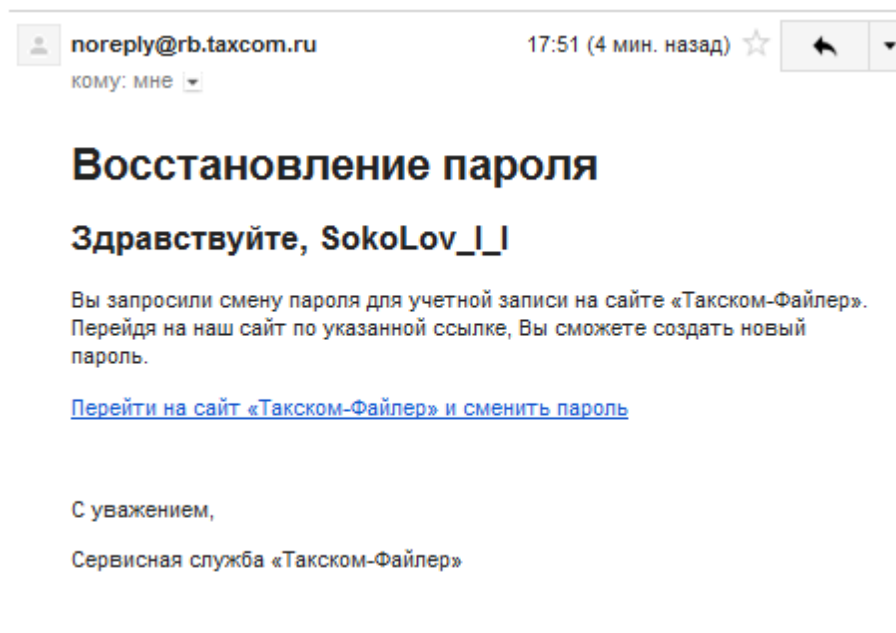 noreply@rb.taxcom.ru 17:51 (4 мин. назад)
кому: мне
Восстановление пароля
Здравствуйте, SokoLov_I_I
Вы запросили смену пароля для учетной записи на сайте «Такском-Файлер».
Перейдя на наш сайт по указанной ссылке, Вы сможете создать новый
пароль.
Перейти на сайт «Такском-Файлер» и сменить пароль
С уважением,
Сервисная служба «Такском-Файлер»